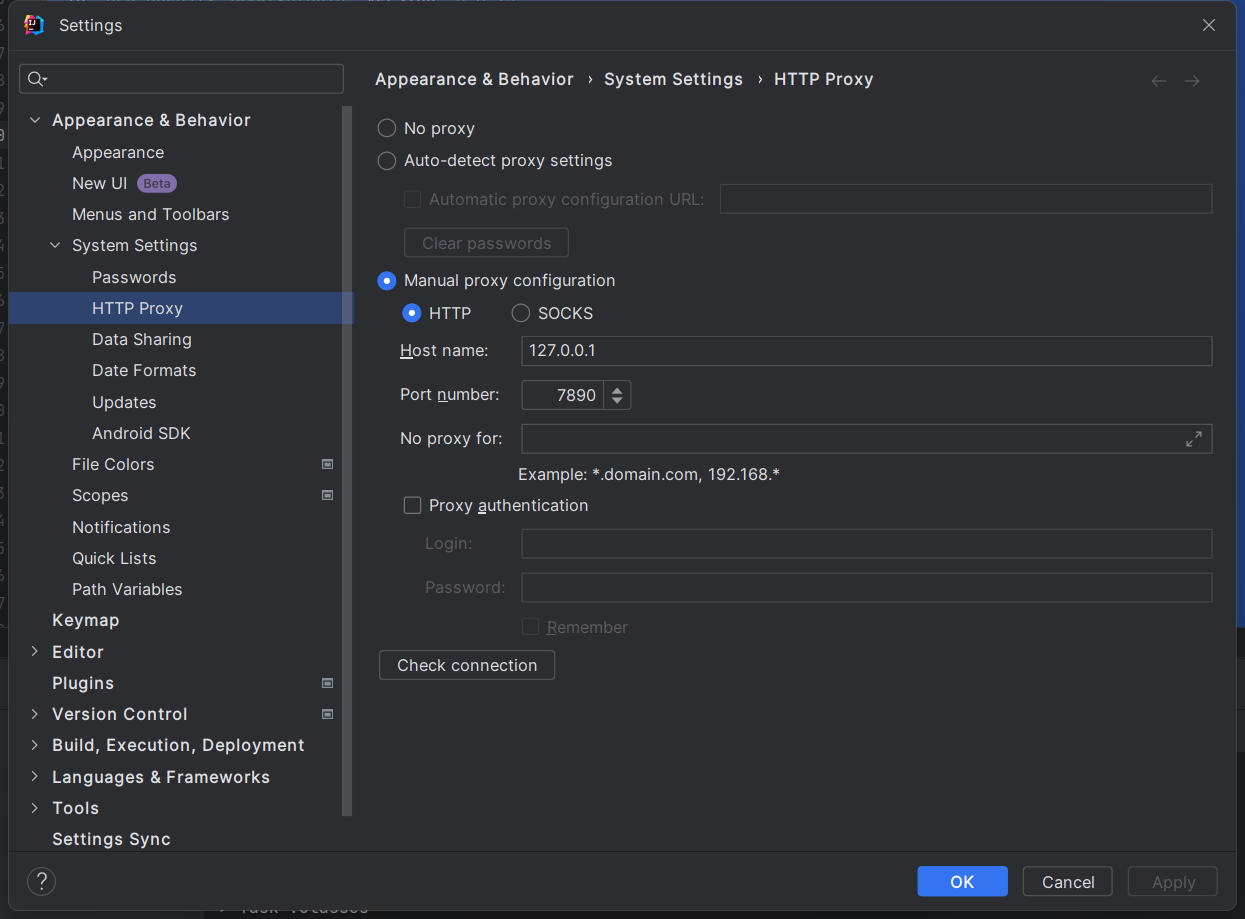 Settings
Appearance & Behavior
Appearance
New UI Beta
Menus and Toolbars
System Settings
Passwords
HTTP Proxy
Data Sharing
Date Formats
Updates
Android SDK
File Colors
Scopes
Notifications
Quick Lists
Path Variables
Keymap
Editor
Plugins
Version Control
Build, Execution, Deployment
Languages & Frameworks
Tools
Settings Sync
?
Appearance & Behavior › System Settings › HTTP Proxy
No proxy
Auto-detect proxy settings
Automatic proxy configuration URL:
Clear passwords
Manual proxy configuration
HTTP SOCKS
Host name: 127.0.0.1
Port number: 7890
No proxy for:
Example: *.domain.com, 192.168.*
Proxy authentication
Login:
Password:
Remember
Check connection
OK Cancel Apply